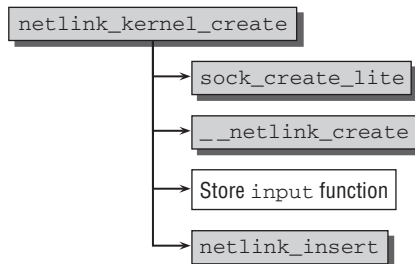 netlink_kernel_create
sock_create_lite
__netlink_create
Store input function
netlink_insert